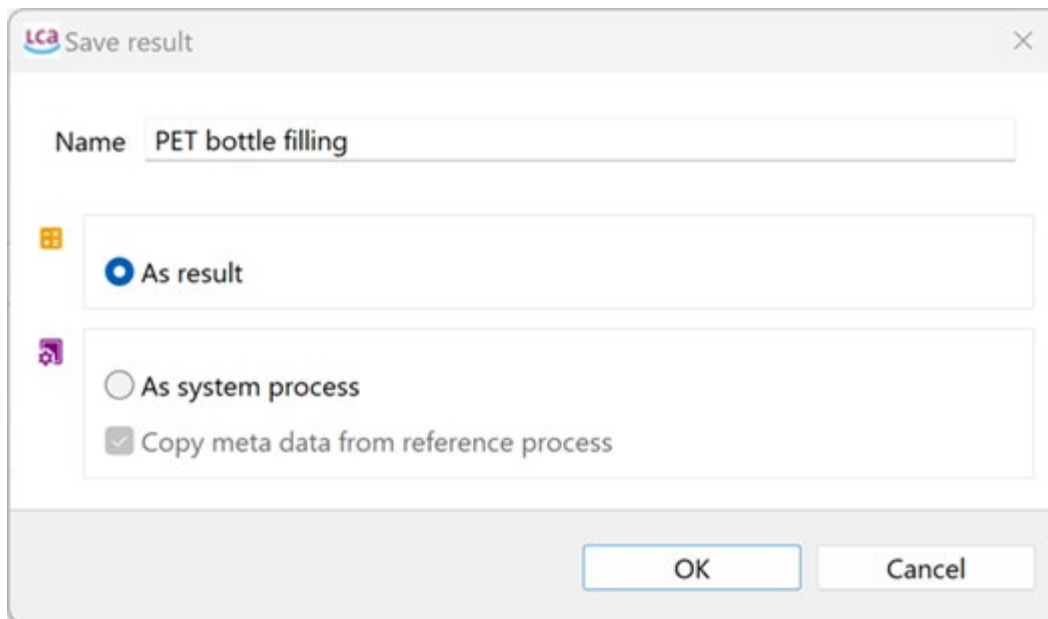 LCA Save result
Name PET bottle filling
As result
As system process
Copy meta data from reference process
OK Cancel